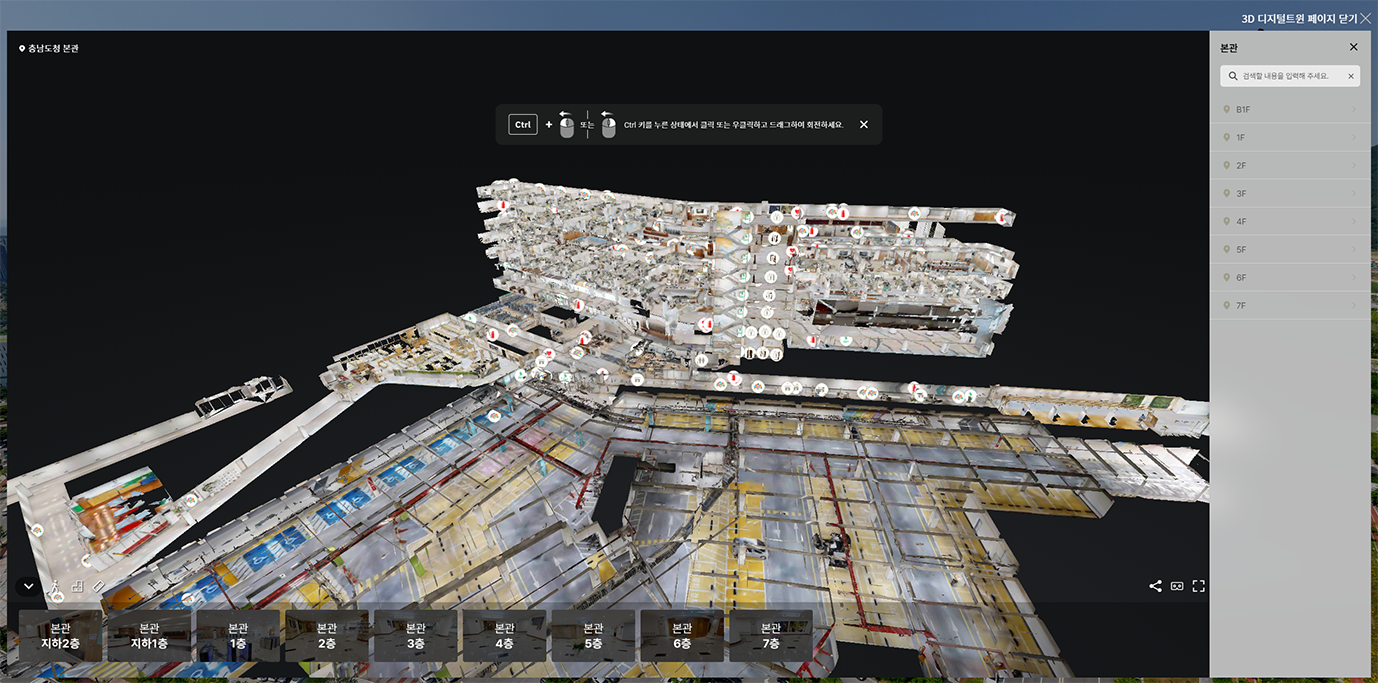 3D 디지털트윈 페이지 닫기
충남도청 본관
Ctrl + 또는 Ctrl 키를 누른 상태에서 클릭 또는 우클릭하고 드래그하여 회전하세요.
본관
검색할 내용을 입력해 주세요.
B1F
1F
2F
3F
4F
5F
6F
7F
본관
지하2층
본관
지하1층
본관
1층
본관
2층
본관
3층
본관
4층
본관
5층
본관
6층
본관
7층